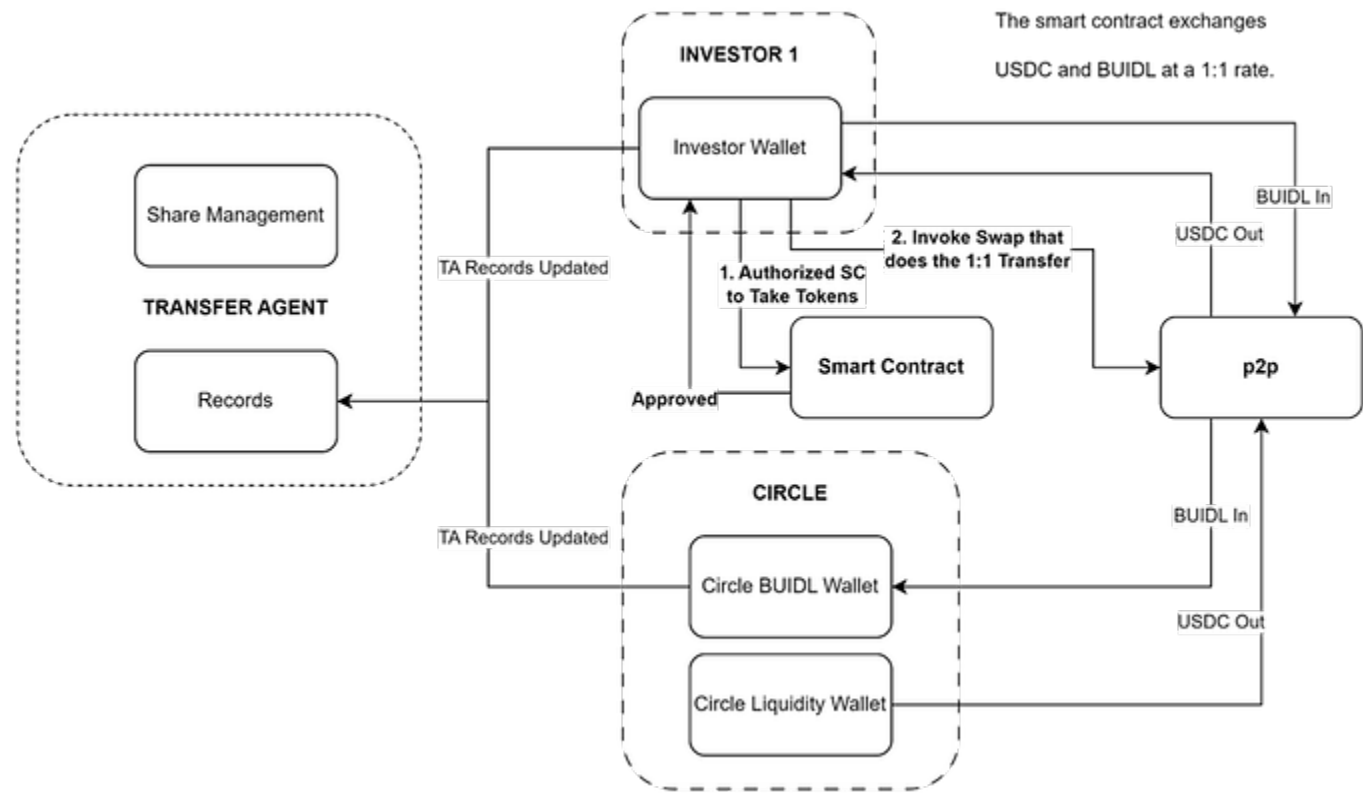 The smart contract exchanges
USDC and BUIDL at a 1:1 rate.
INVESTOR 1
Investor Wallet
Share Management
TRANSFER AGENT
Records
TA Records Updated
BUIDL In
USDC Out
2. Invoke Swap that
does the 1:1 Transfer
1. Authorized SC
to Take Tokens
Smart Contract
Approved
p2p
CIRCLE
Circle BUIDL Wallet
Circle Liquidity Wallet
TA Records Updated
BUIDL In
USDC Out